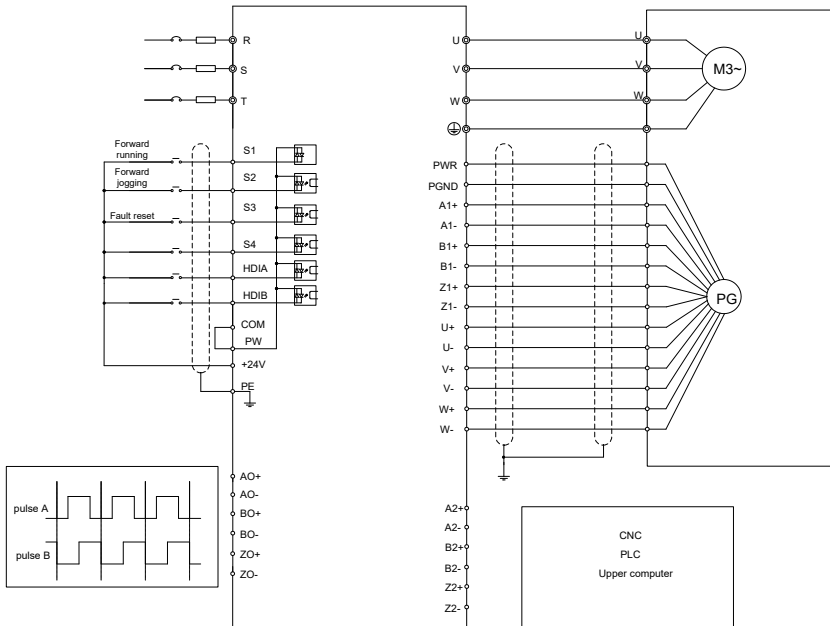 R
S
T
Forward
running
Forward
jogging
Fault reset
S1
S2
S3
S4
HDIA
HDIB
COM
PW
+24V
PE
pulse A
pulse B
AO+
AO-
BO+
BO-
ZO+
ZO-
U
V
W
U
V
W
M3~
PWR
PGND
A1+
A1-
B1+
B1-
Z1+
Z1-
U+
U-
V+
V-
W+
W-
PG
A2+
A2-
B2+
B2-
Z2+
Z2-
CNC
PLC
Upper computer